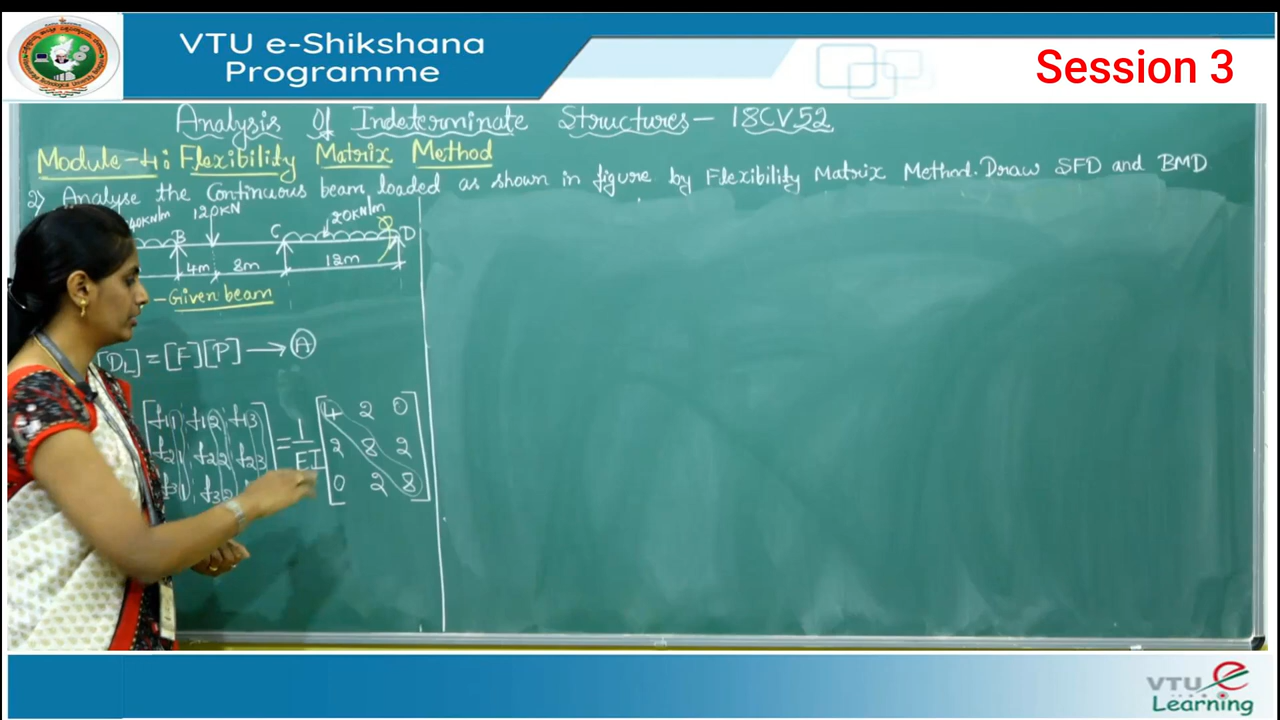 VTU e-Shikshana
Programme
Session 3
Analysis Of Indeterminate Structures - 18CV52
Module-4: Flexibility Matrix Method
2) Analyse the Continuous beam loaded as shown in figure by Flexibility Matrix Method. Draw SFD and BMD
40KN/m 120KN 20KN/m
B C D
4m 8m 12m
- Given beam
[DL] = [F][P] → (A)
[f11 f12 f13] = 1/EI [4 2 0]
[f21 f22 f23] [2 8 2]
[f31 f32 [0 2 8]
VTU e
Learning